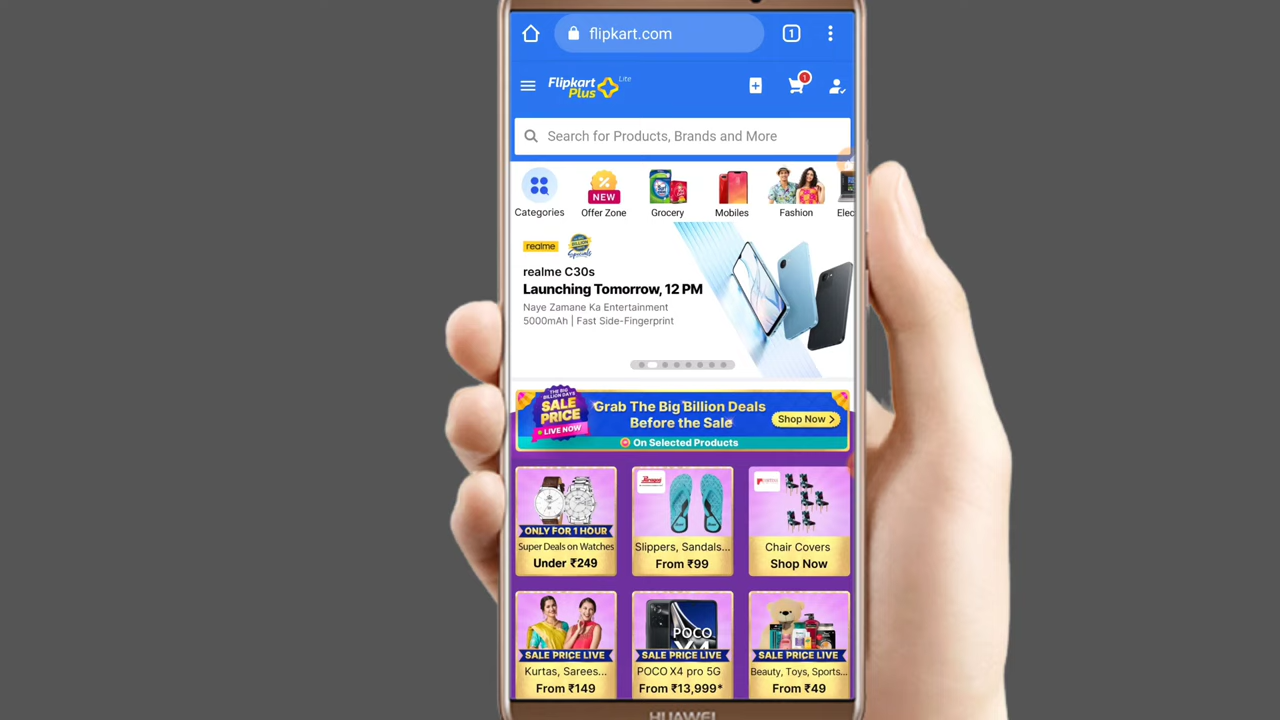 flipkart.com
1
Flipkart Lite
Plus
1
Search for Products, Brands and More
NEW
Categories
Offer Zone
Grocery
Mobiles
Fashion
Elec
realme
realme C30s
Launching Tomorrow, 12 PM
Naye Zamane Ka Entertainment
5000mAh | Fast Side-Fingerprint
THE BIG
BILLION DAYS
SALE
PRICE
LIVE NOW
Grab The Big Billion Deals
Before the Sale
Shop Now
On Selected Products
ONLY FOR 1 HOUR
Super Deals on Watches
Under ₹249
Slippers, Sandals...
From ₹99
Chair Covers
Shop Now
SALE PRICE LIVE
Kurtas, Sarees...
From ₹149
POCO
SALE PRICE LIVE
POCO X4 pro 5G
From ₹13,999*
SALE PRICE LIVE
Beauty, Toys, Sports...
From ₹49
HUAWEI